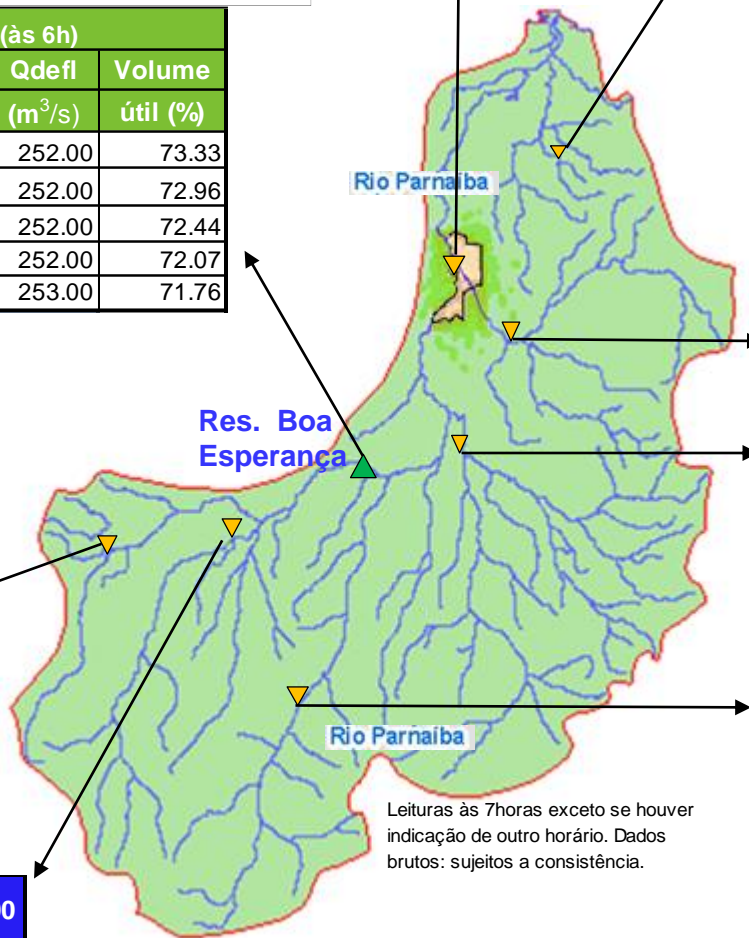 (às 6h)
Qdefl Volume
(m³/s) útil (%)
252.00 73.33
252.00 72.96
252.00 72.44
252.00 72.07
253.00 71.76
Rio Parnaíba
Res. Boa
Esperança
Rio Parnaíba
Leituras às 7horas exceto se houver
indicação de outro horário. Dados
brutos: sujeitos a consistência.